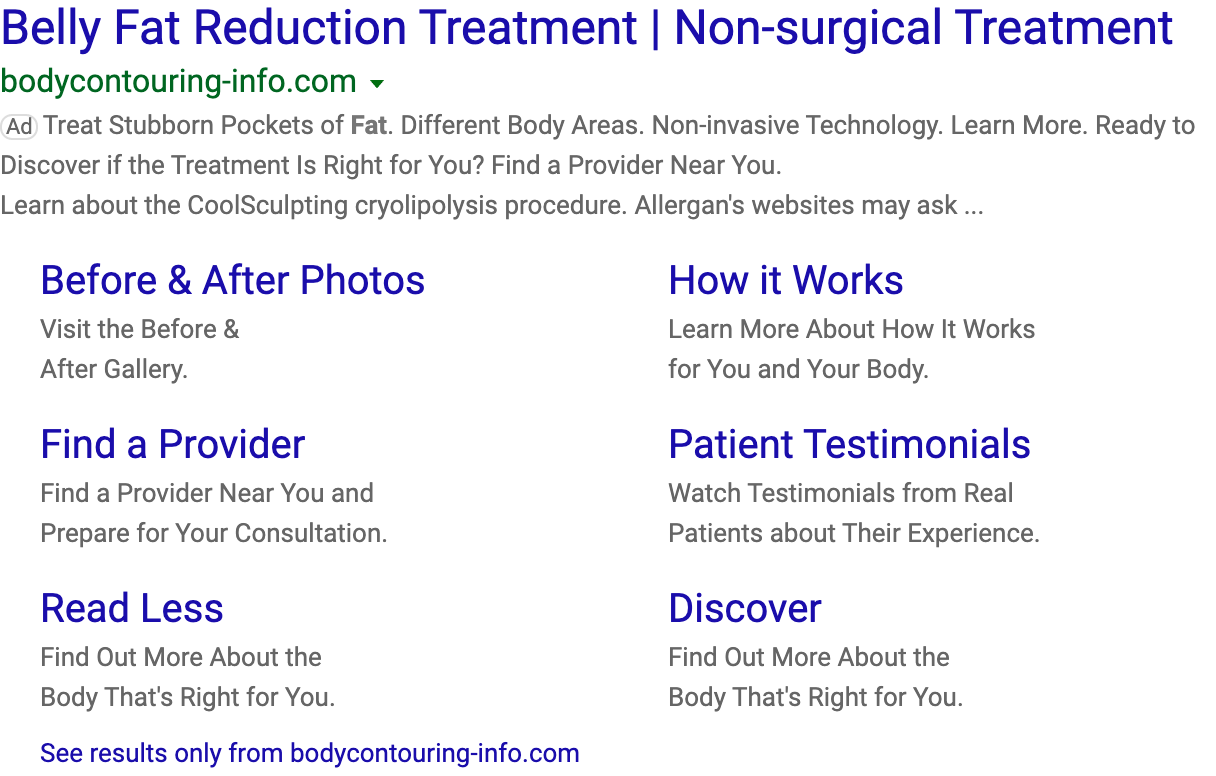 Belly Fat Reduction Treatment | Non-surgical Treatment
bodycontouring-info.com
Ad Treat Stubborn Pockets of Fat. Different Body Areas. Non-invasive Technology. Learn More. Ready to
Discover if the Treatment Is Right for You? Find a Provider Near You.
Learn about the CoolSculpting cryolipolysis procedure. Allergan's websites may ask ...
Before & After Photos
Visit the Before &
After Gallery.
How it Works
Learn More About How It Works
for You and Your Body.
Find a Provider
Find a Provider Near You and
Prepare for Your Consultation.
Patient Testimonials
Watch Testimonials from Real
Patients about Their Experience.
Read Less
Find Out More About the
Body That's Right for You.
Discover
Find Out More About the
Body That's Right for You.
See results only from bodycontouring-info.com